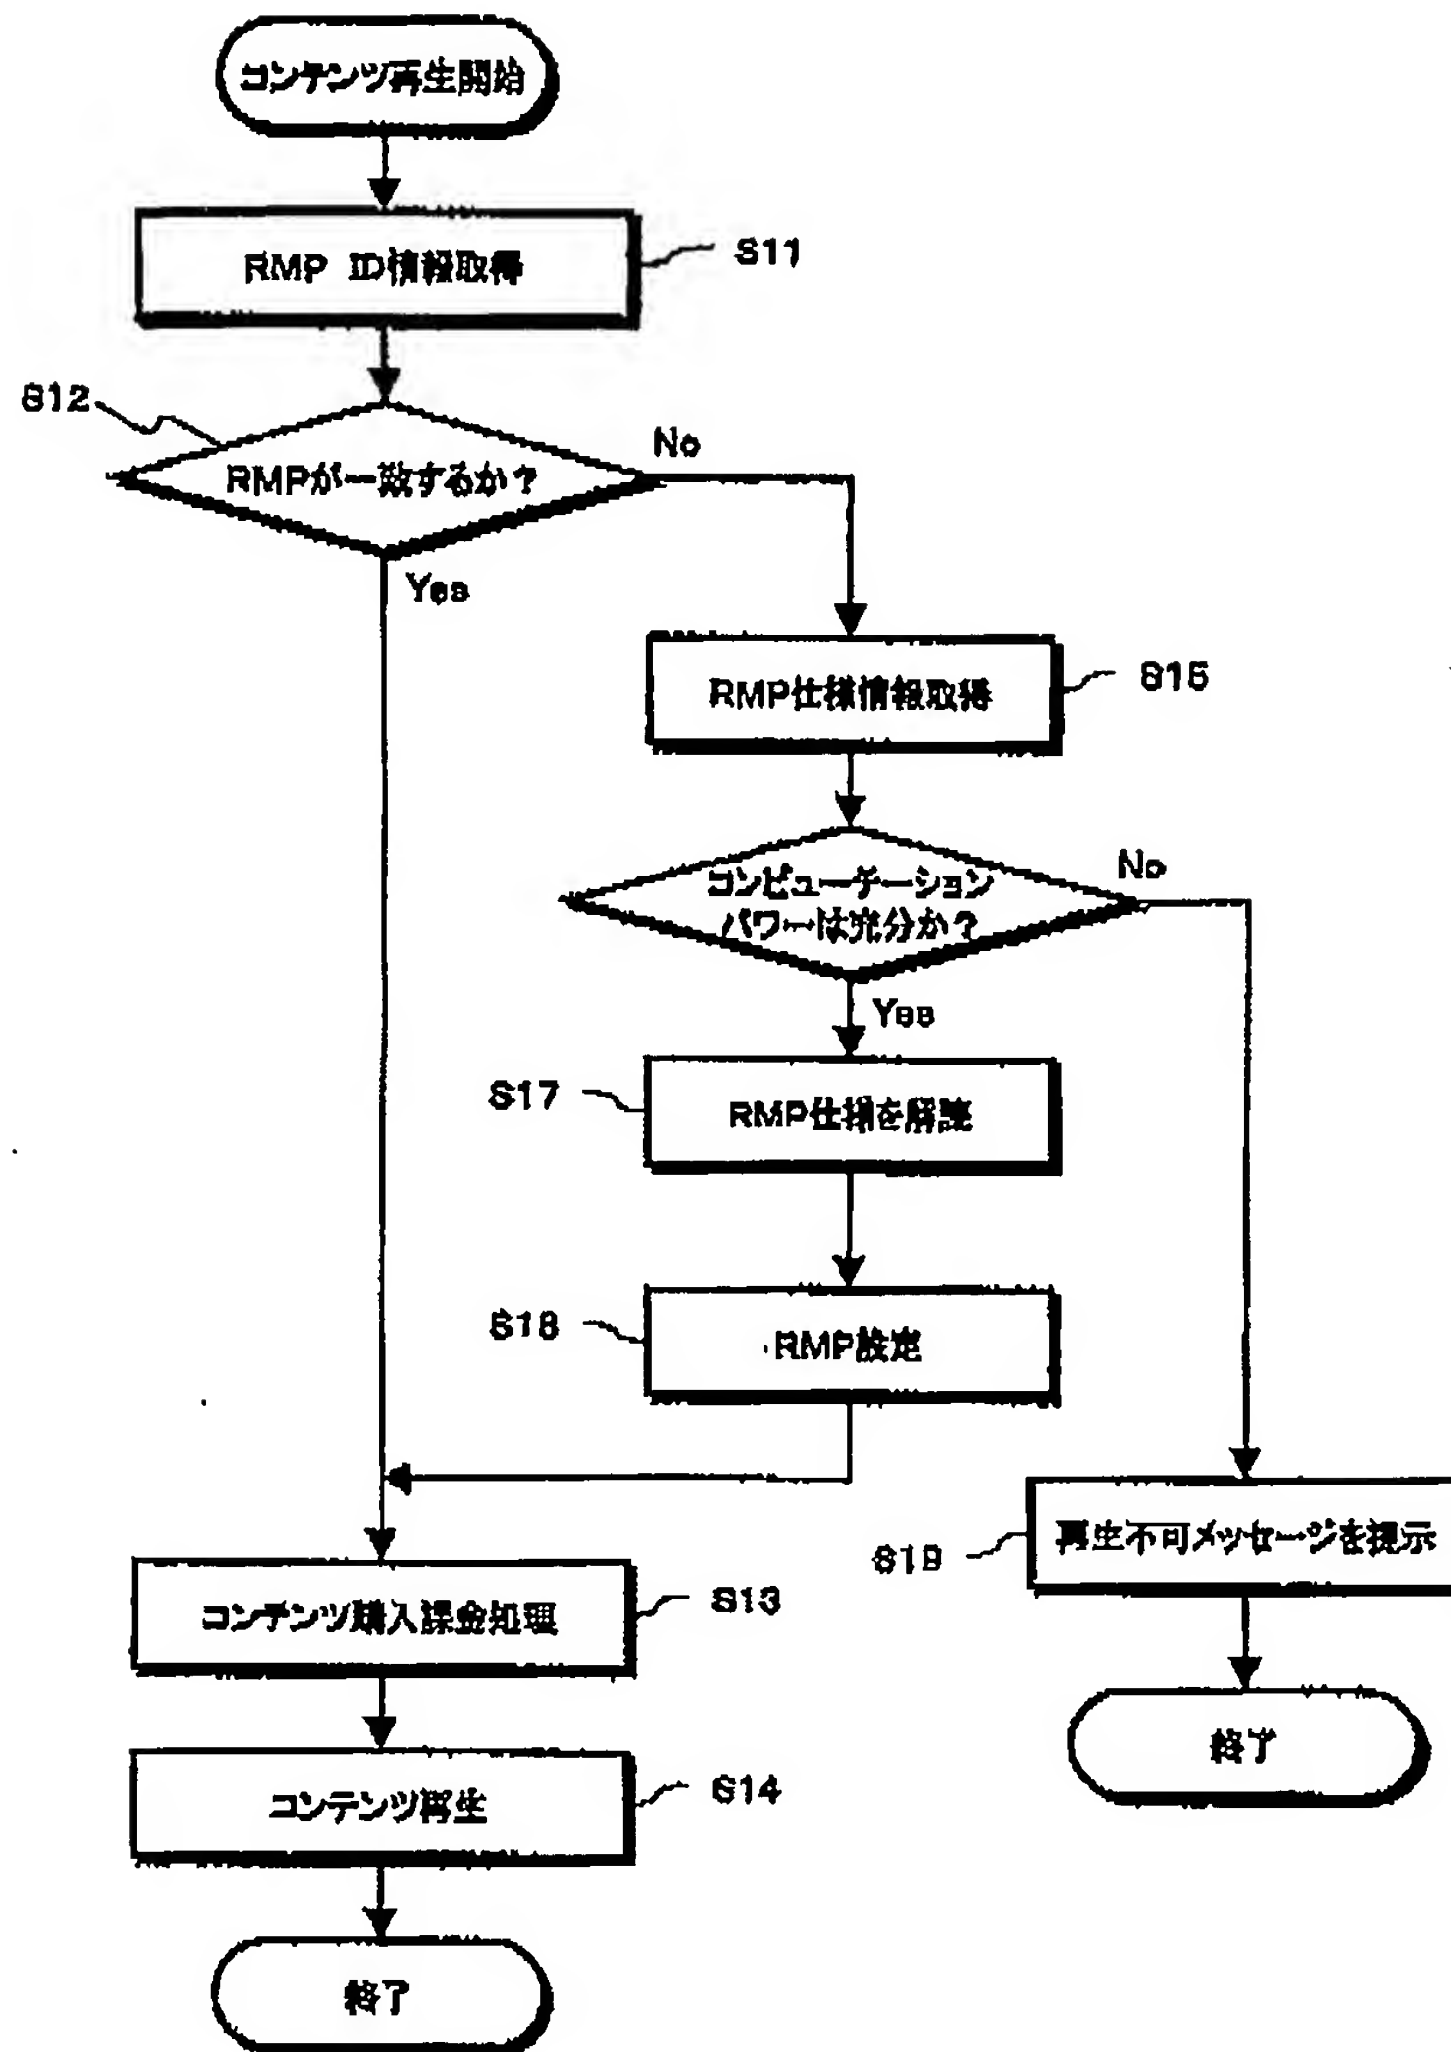 コンテンツ再生開始
RMP ID情報取得
S11
S12
RMPが一致するか?
No
Yes
RMP仕様情報取得
S15
コンピューテーション
パワーは充分か?
No
Yes
S17
RMP仕様を解読
S18
RMP設定
再生不可メッセージを提示
S19
コンテンツ購入課金処理
S13
終了
コンテンツ再生
S14
終了